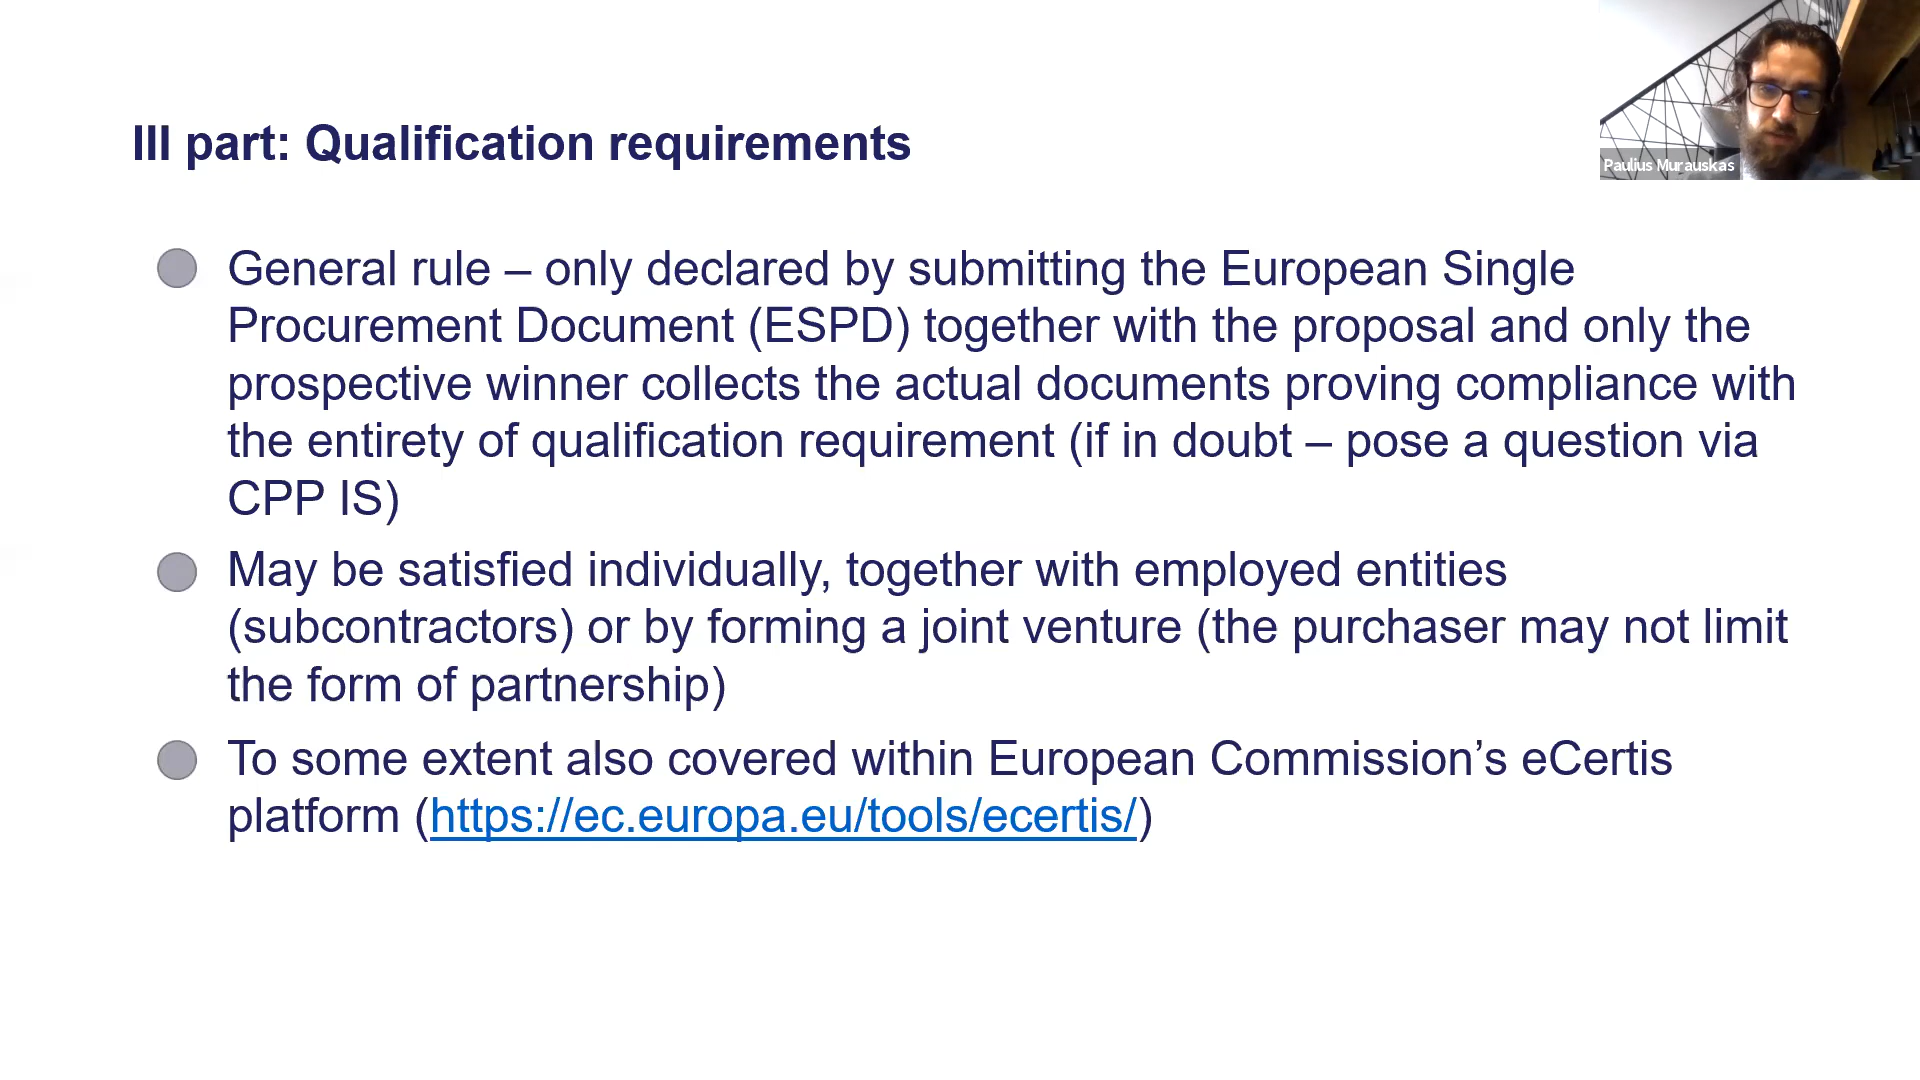 III part: Qualification requirements
Paulius Murauskas
General rule – only declared by submitting the European Single
Procurement Document (ESPD) together with the proposal and only the
prospective winner collects the actual documents proving compliance with
the entirety of qualification requirement (if in doubt – pose a question via
CPP IS)
May be satisfied individually, together with employed entities
(subcontractors) or by forming a joint venture (the purchaser may not limit
the form of partnership)
To some extent also covered within European Commission’s eCertis
platform (https://ec.europa.eu/tools/ecertis/)